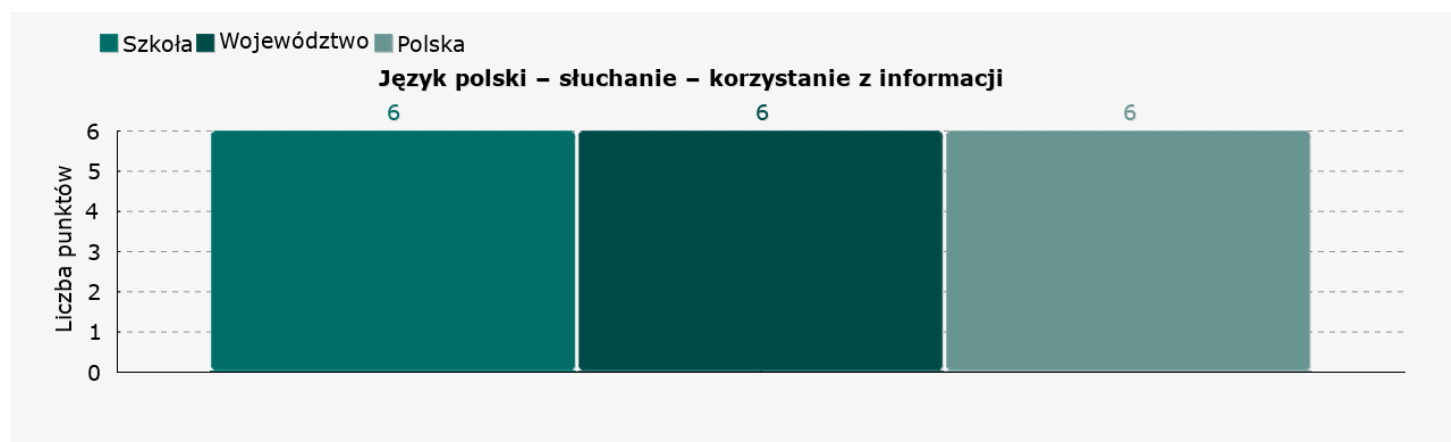 Szkoła Województwo Polska
Język polski – słuchanie – korzystanie z informacji
6 6 6
Liczba punktów
6
5
4
3
2
1
0